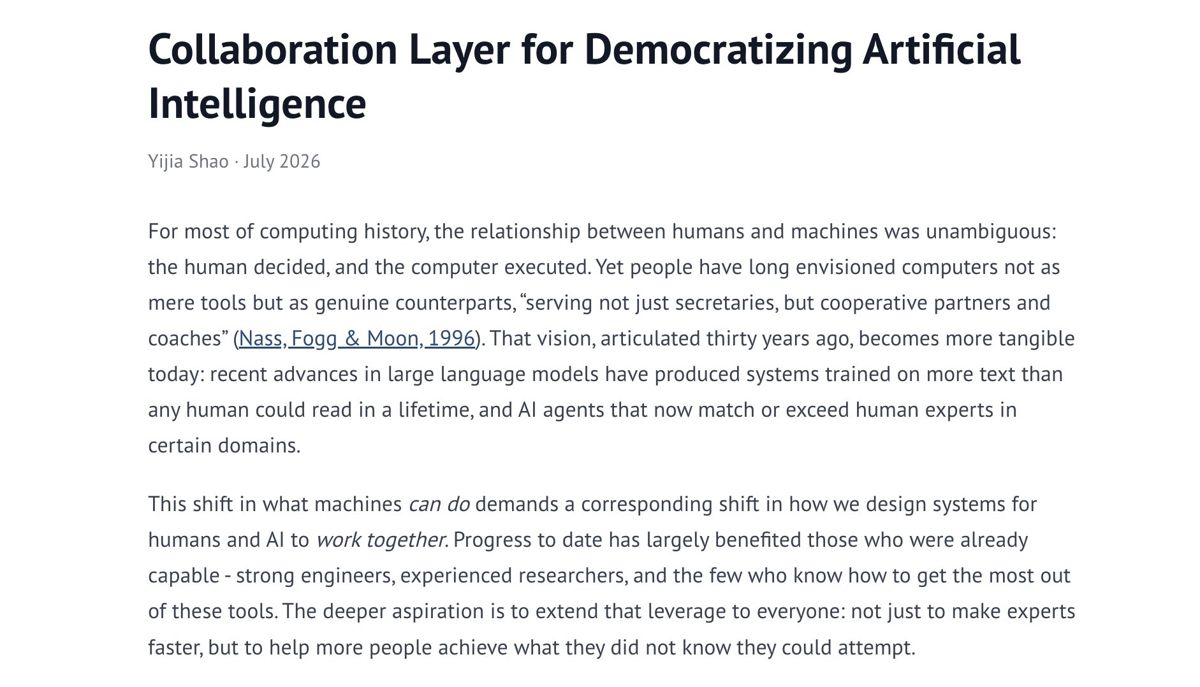 Collaboration Layer for Democratizing Artificial
Intelligence
Yijia Shao · July 2026
For most of computing history, the relationship between humans and machines was unambiguous:
the human decided, and the computer executed. Yet people have long envisioned computers not as
mere tools but as genuine counterparts, “serving not just secretaries, but cooperative partners and
coaches” (Nass, Fogg & Moon, 1996). That vision, articulated thirty years ago, becomes more tangible
today: recent advances in large language models have produced systems trained on more text than
any human could read in a lifetime, and AI agents that now match or exceed human experts in
certain domains.
This shift in what machines can do demands a corresponding shift in how we design systems for
humans and AI to work together. Progress to date has largely benefited those who were already
capable - strong engineers, experienced researchers, and the few who know how to get the most out
of these tools. The deeper aspiration is to extend that leverage to everyone: not just to make experts
faster, but to help more people achieve what they did not know they could attempt.